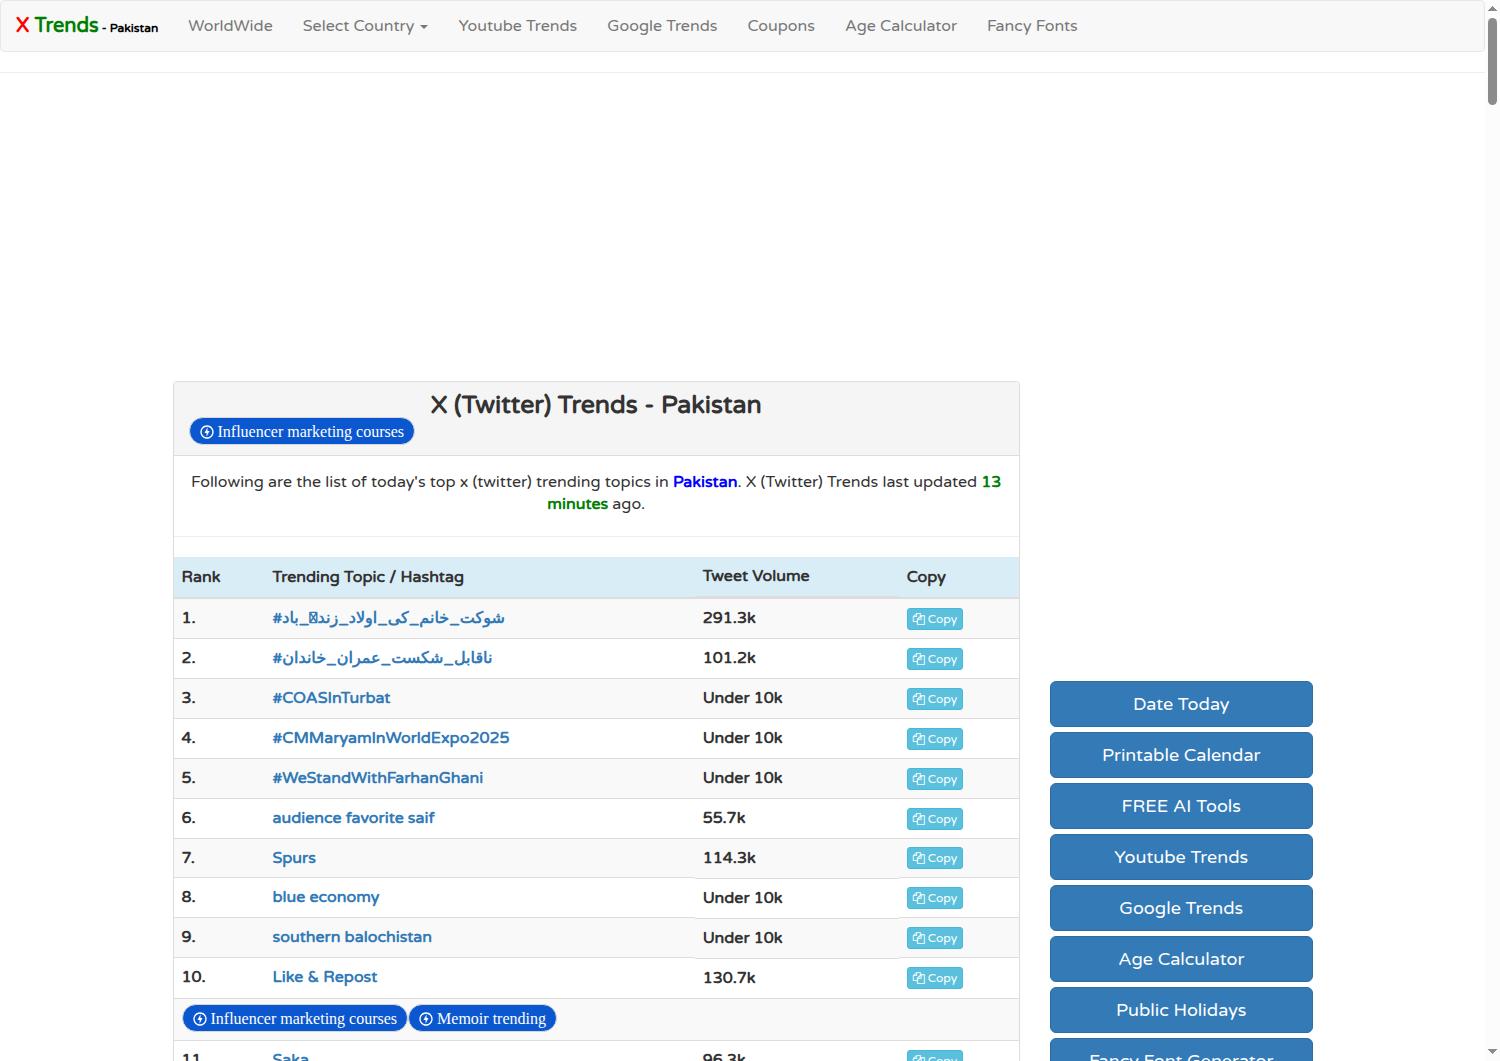 X Trends - Pakistan
WorldWide
Select Country
Youtube Trends
Google Trends
Coupons
Age Calculator
Fancy Fonts
X (Twitter) Trends - Pakistan
Influencer marketing courses
Following are the list of today's top x (twitter) trending topics in Pakistan. X (Twitter) Trends last updated 13
minutes ago.
Rank Trending Topic / Hashtag Tweet Volume Copy
1. #شوکت_خانم_کی_اولاد_زند_باد 291.3k Copy
2. #ناقابل_شکست_عمران_خاندان 101.2k Copy
3. #COASInTurbat Under 10k Copy
4. #CMMaryamInWorldExpo2025 Under 10k Copy
5. #WeStandWithFarhanGhani Under 10k Copy
6. audience favorite saif 55.7k Copy
7. Spurs 114.3k Copy
8. blue economy Under 10k Copy
9. southern balochistan Under 10k Copy
10. Like & Repost 130.7k Copy
Influencer marketing courses Memoir trending
11. Saka 96.3k Copy
Date Today
Printable Calendar
FREE AI Tools
Youtube Trends
Google Trends
Age Calculator
Public Holidays
Fancy Font Generator